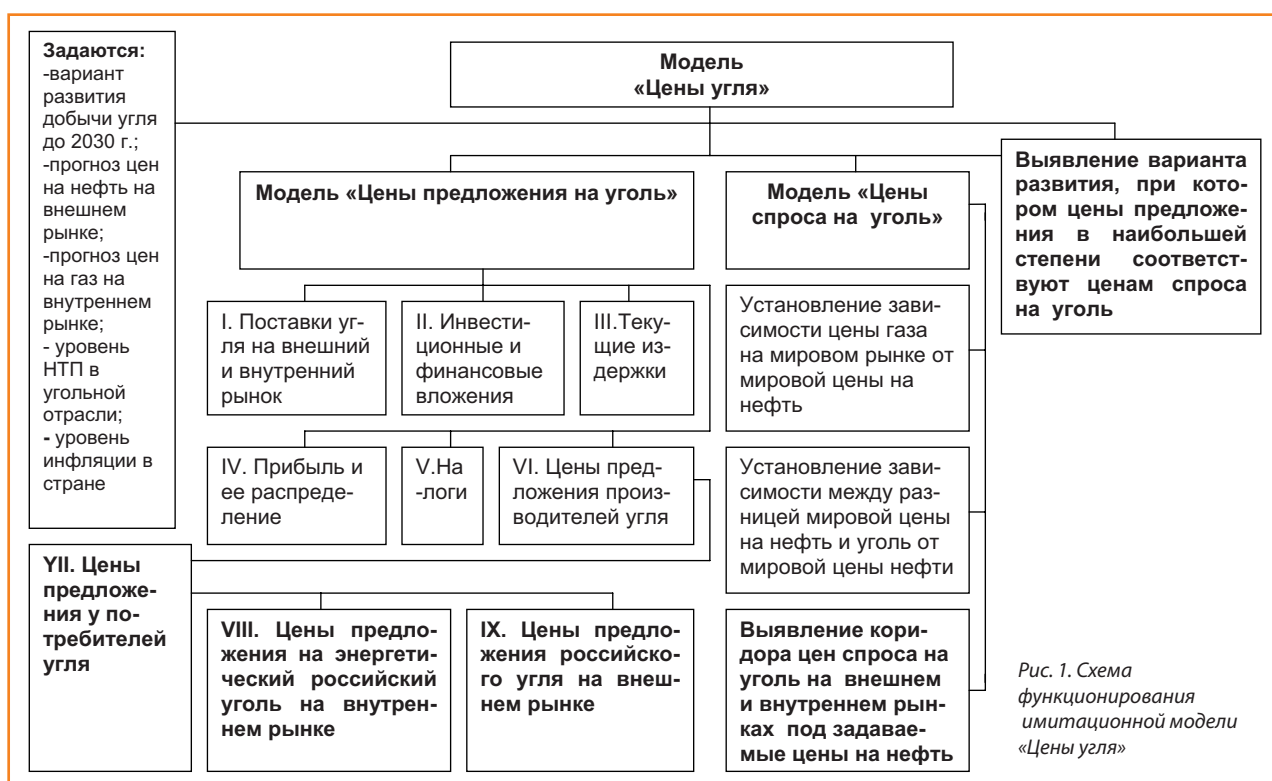 Задаются:
-вариант
развития
добычи угля
до 2030 г.;
-прогноз цен
на нефть на
внешнем
рынке;
-прогноз цен
на газ на
внутреннем
рынке;
- уровень
НТП в
угольной
отрасли;
- уровень
инфляции в
стране
Модель
«Цены угля»
Модель «Цены предложения на уголь»
Модель «Цены
спроса на уголь»
Выявление варианта
развития, при кото-
ром цены предложе-
ния в наибольшей
степени соответст-
вуют ценам спроса
на уголь
I. Поставки уг-
ля на внешний
и внутренний
рынок
II. Инвести-
ционные и
финансовые
вложения
III.Теку-
щие из-
держки
Установление зави-
симости цены газа
на мировом рынке от
мировой цены на
нефть
IV. Прибыль и
ее распреде-
ление
V.На
-логи
VI. Цены пред-
ложения произ-
водителей угля
Установление зави-
симости между раз-
ницей мировой цены
на нефть и уголь от
мировой цены нефти
YII. Цены
предложе-
ния у по-
требителей
угля
VIII. Цены предло-
жения на энергети-
ческий российский
уголь на внутрен-
нем рынке
IX. Цены предло-
жения российско-
го угля на внеш-
нем рынке
Выявление кори-
дора цен спроса на
уголь на внешнем
и внутреннем рын-
ках под задавае-
мые цены на нефть
Рис. 1. Схема
функционирования
имитационной модели
«Цены угля»